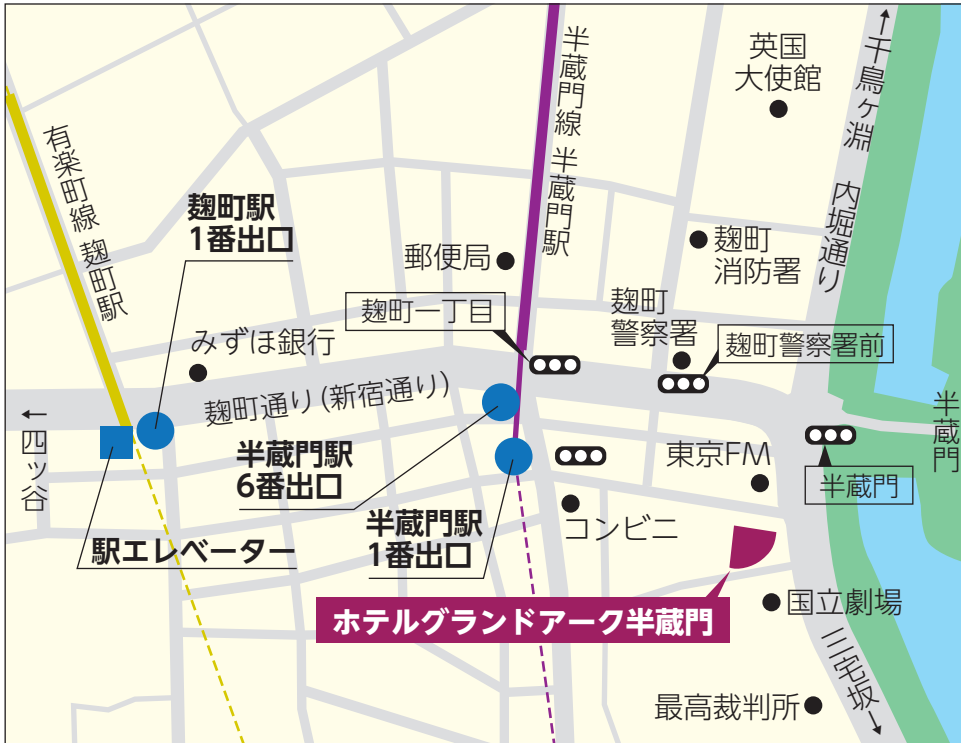 英国
大使館
↑千鳥ヶ淵
内堀通り
半蔵門線 半蔵門駅
有楽町線 麹町駅
麹町駅
1番出口
郵便局
麹町
消防署
麹町一丁目
麹町
警察署
麹町警察署前
みずほ銀行
麹町通り(新宿通り)
半蔵門
←四ッ谷
半蔵門駅
6番出口
東京FM
半蔵門
半蔵門駅
1番出口
コンビニ
駅エレベーター
ホテルグランドアーク半蔵門
国立劇場
三宅坂→
最高裁判所